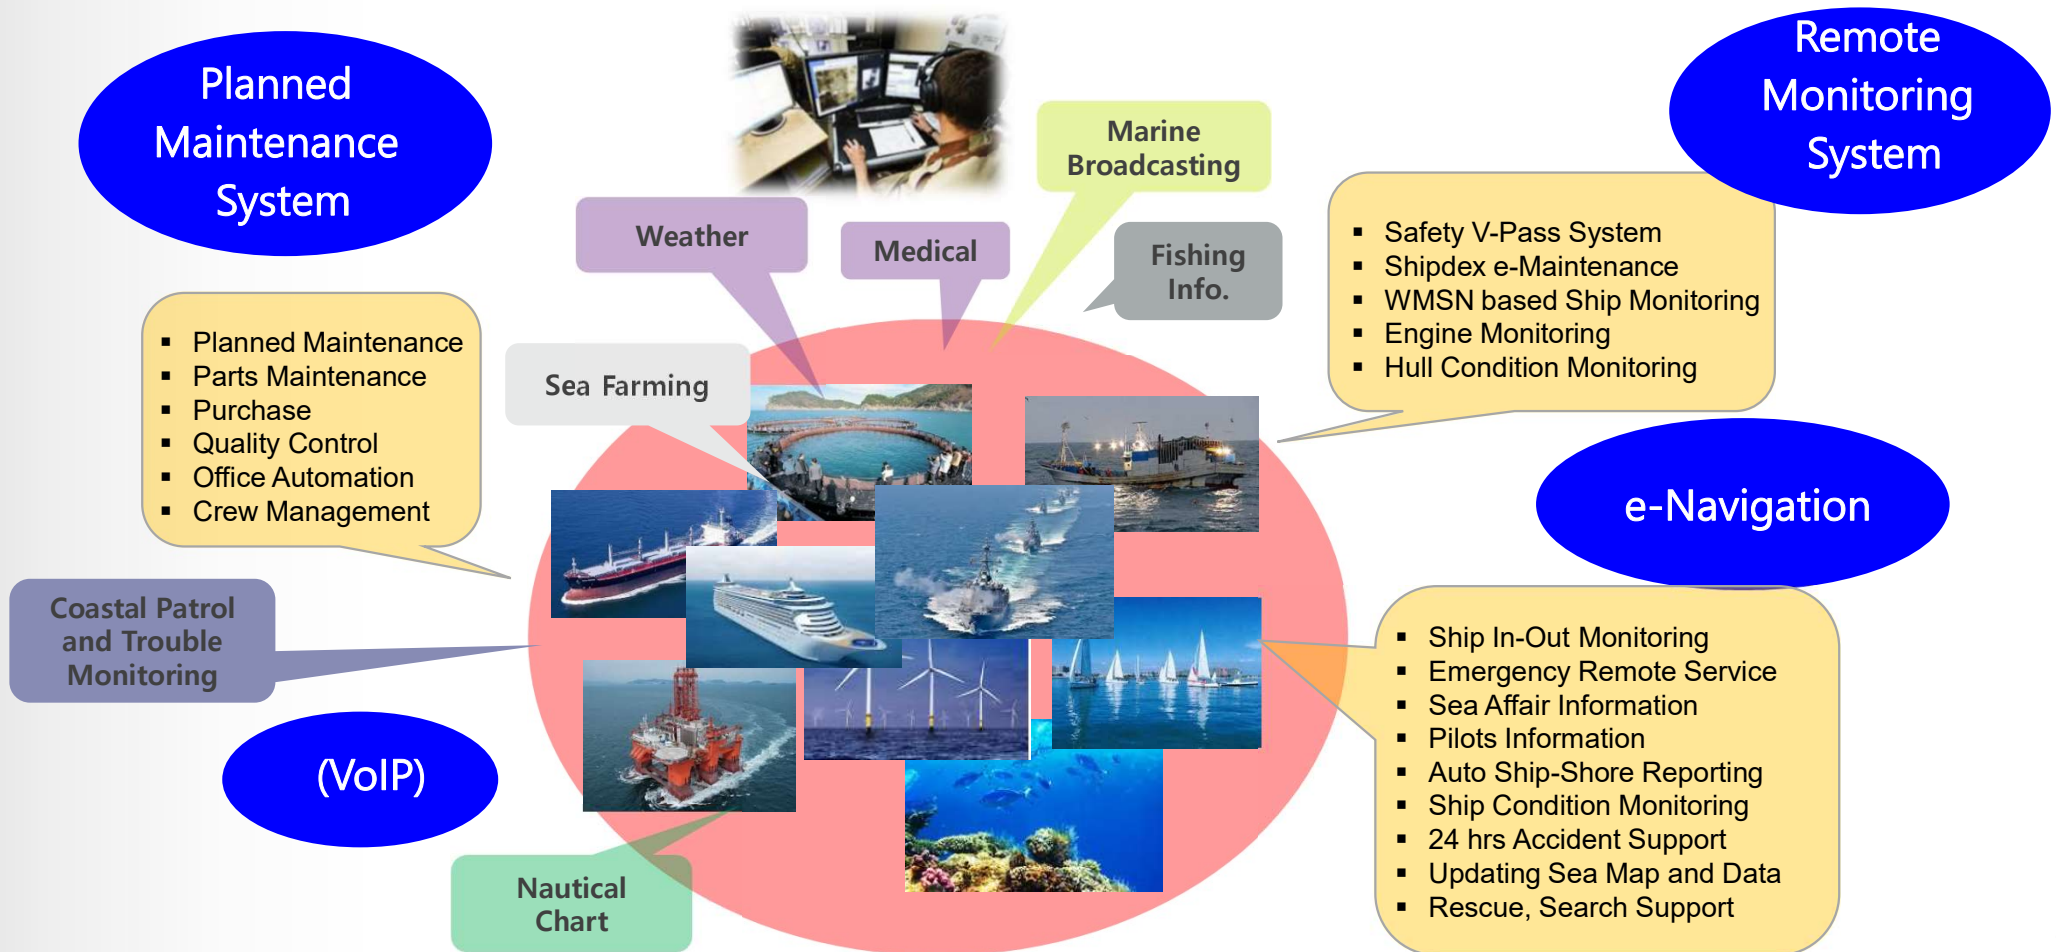 Planned
Maintenance
System
Remote
Monitoring
System
Marine
Broadcasting
Weather
Medical
Fishing
Info.
▪ Safety V-Pass System
▪ Shipdex e-Maintenance
▪ WMSN based Ship Monitoring
▪ Engine Monitoring
▪ Hull Condition Monitoring
▪ Planned Maintenance
▪ Parts Maintenance
▪ Purchase
▪ Quality Control
▪ Office Automation
▪ Crew Management
Sea Farming
e-Navigation
Coastal Patrol
and Trouble
Monitoring
▪ Ship In-Out Monitoring
▪ Emergency Remote Service
▪ Sea Affair Information
▪ Pilots Information
▪ Auto Ship-Shore Reporting
▪ Ship Condition Monitoring
▪ 24 hrs Accident Support
▪ Updating Sea Map and Data
▪ Rescue, Search Support
(VoIP)
Nautical
Chart